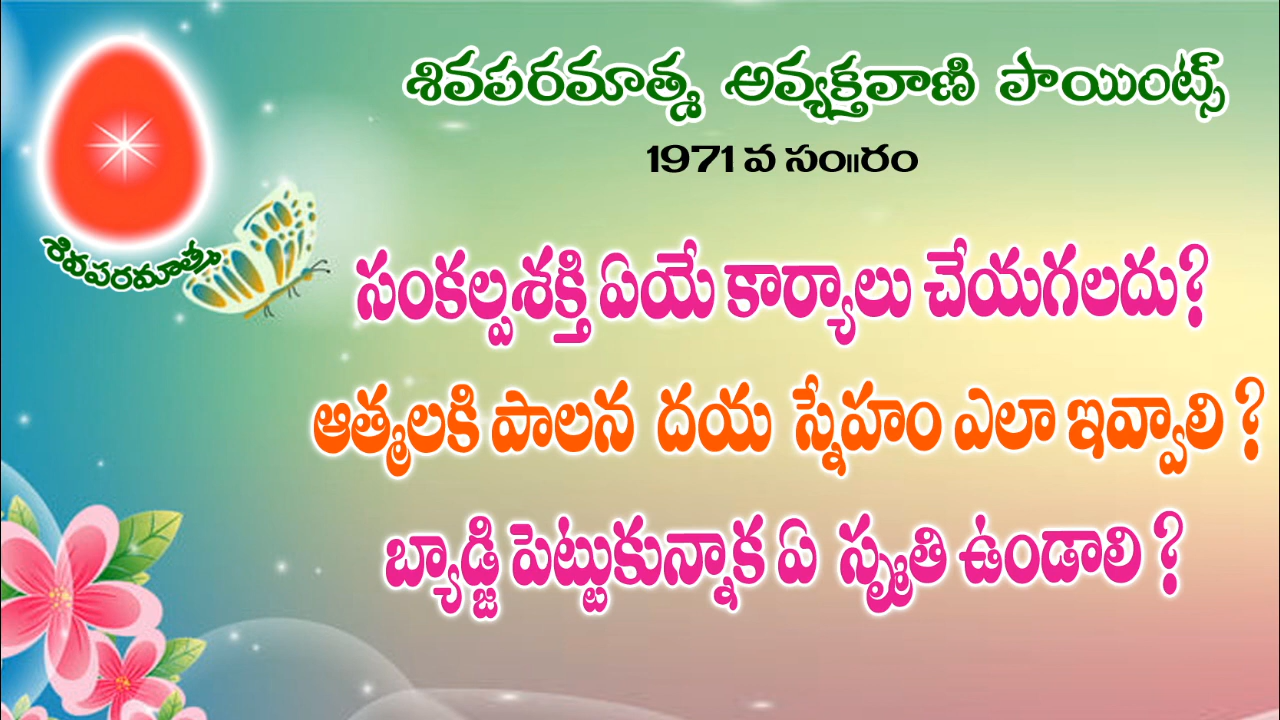 శివపరమాత్మ అవ్యక్తవాణి పాయింట్స్
1971 వ సం॥రం
శివపరమాత్మ
సంకల్పశక్తి ఏయే కార్యాలు చేయగలదు?
ఆత్మలకి పాలన దయ స్నేహం ఎలా ఇవ్వాలి ?
బ్యాడ్జి పెట్టుకున్నాక ఏ స్మృతి ఉండాలి ?